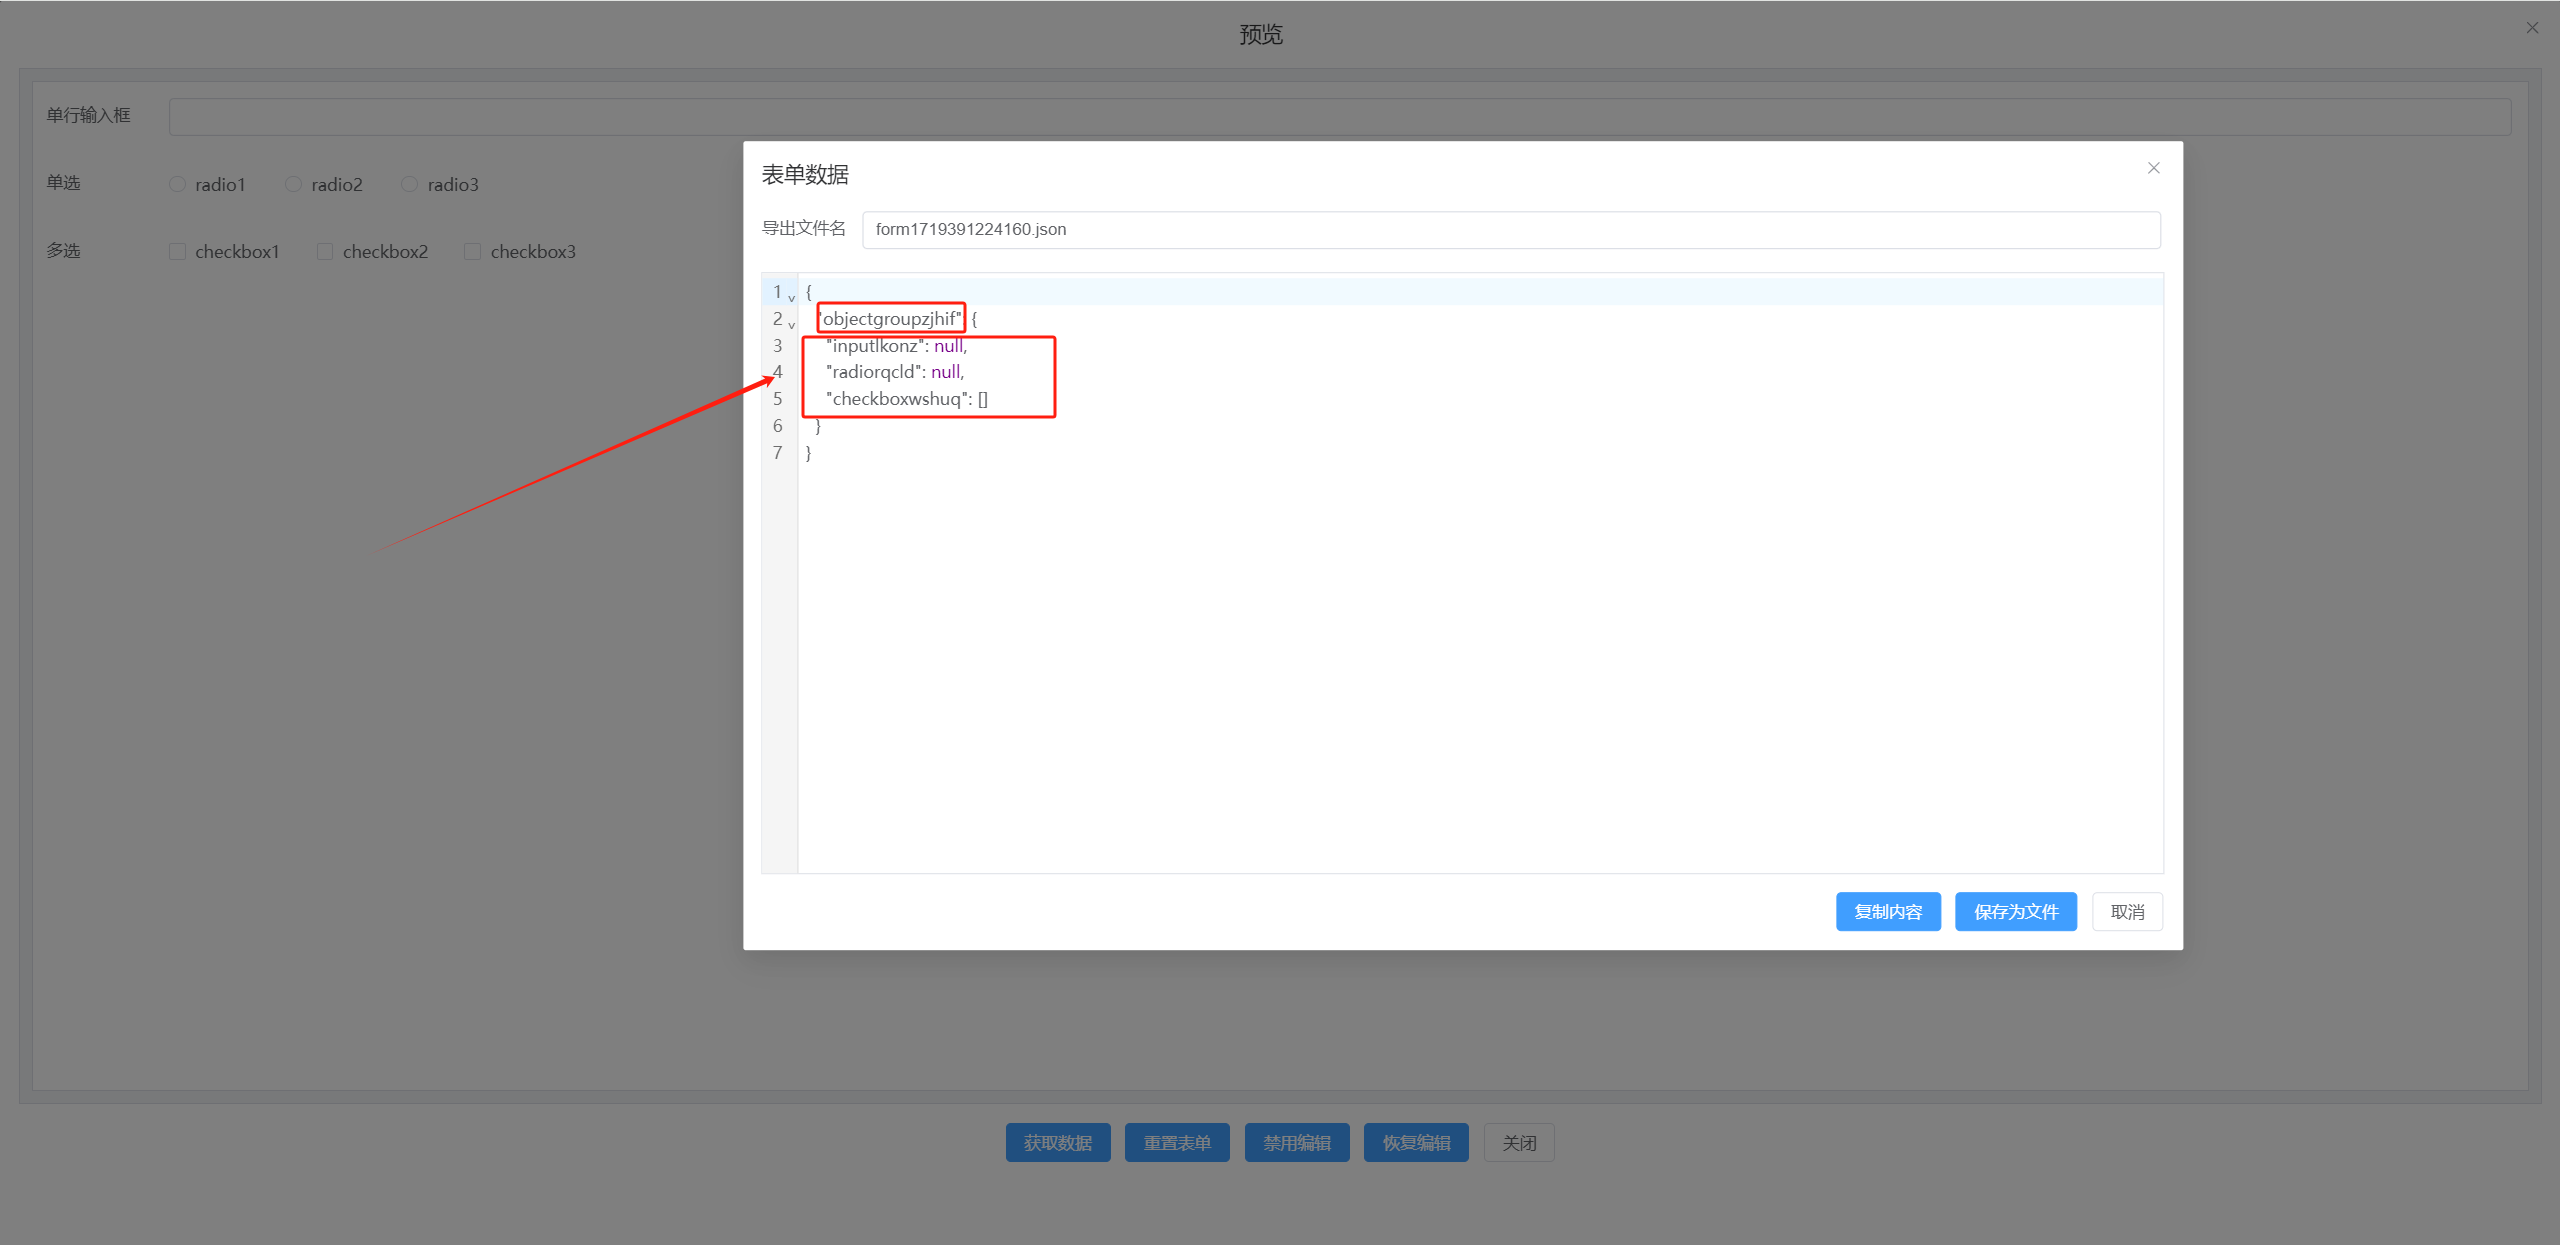 预览
单行输入框
单选 radio1 radio2 radio3
多选 checkbox1 checkbox2 checkbox3
表单数据
导出文件名 form1719391224160.json
1 {
2 "objectgroupzjhif": {
3 "inputlkonz": null,
4 "radiorqcld": null,
5 "checkboxwshuq": []
6 }
7 }
复制内容 保存为文件 取消
获取数据 重置表单 禁用编辑 恢复编辑 关闭